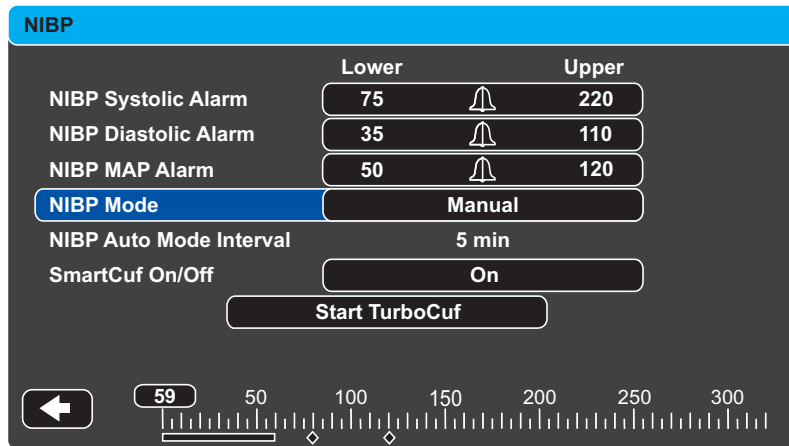 NIBP
Lower Upper
NIBP Systolic Alarm 75 220
NIBP Diastolic Alarm 35 110
NIBP MAP Alarm 50 120
NIBP Mode Manual
NIBP Auto Mode Interval 5 min
SmartCuf On/Off On
Start TurboCuf
59 50 100 150 200 250 300